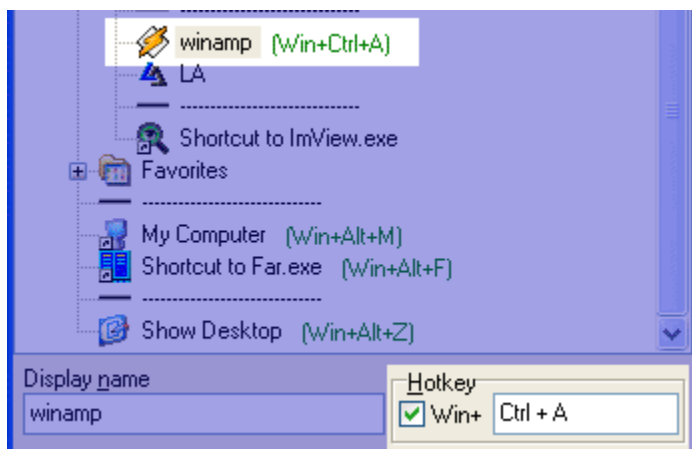 winamp (Win+Ctrl+A)
LA
Shortcut to ImView.exe
Favorites
My Computer (Win+Alt+M)
Shortcut to Far.exe (Win+Alt+F)
Show Desktop (Win+Alt+Z)
Display name
winamp
Hotkey
Win+ Ctrl + A